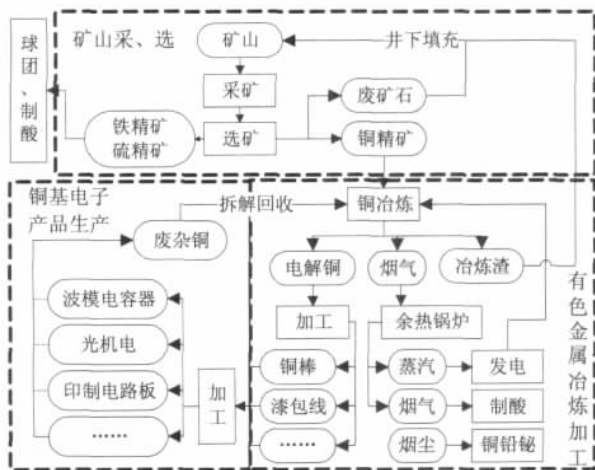 球团、制酸
矿山采、选
矿山
井下填充
采矿
废矿石
铁精矿
硫精矿
选矿
铜精矿
铜基电子
产品生产
拆解回收
铜冶炼
废杂铜
电解铜
烟气
冶炼渣
有色金属冶炼加工
波模电容器
加工
余热锅炉
光机电
铜棒
蒸汽
发电
印制电路板
加工
漆包线
烟气
制酸
……
……
烟尘
铜铅铋